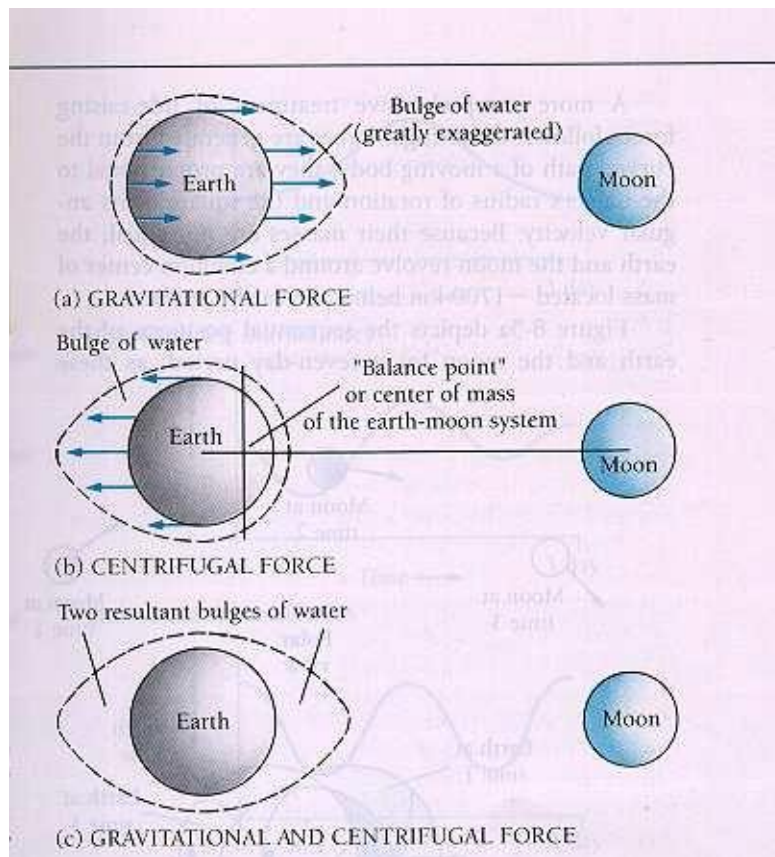 Bulge of water
(greatly exaggerated)
Earth
Moon
(a) GRAVITATIONAL FORCE
Bulge of water
"Balance point"
or center of mass
of the earth-moon system
Earth
Moon
(b) CENTRIFUGAL FORCE
Two resultant bulges of water
Earth
Moon
(c) GRAVITATIONAL AND CENTRIFUGAL FORCE